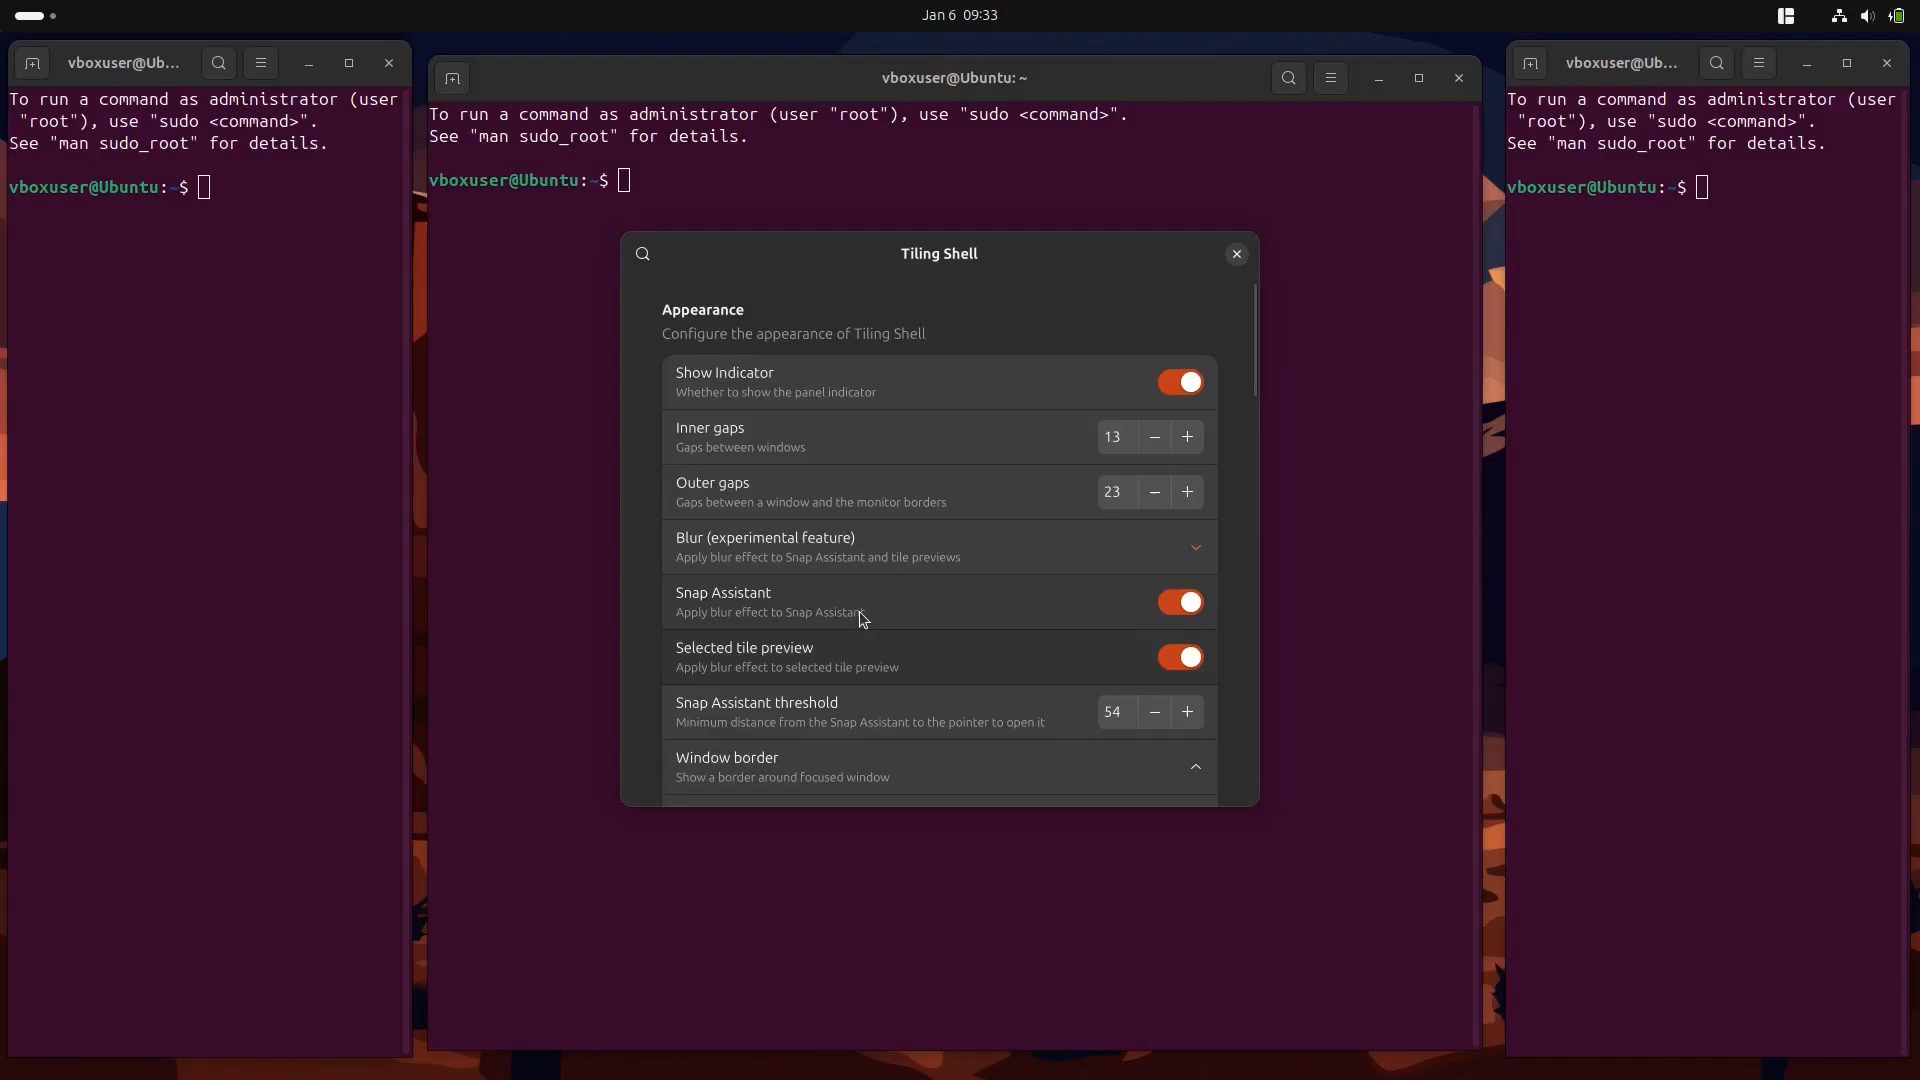 Jan 6 09:33
vboxuser@Ub...
To run a command as administrator (user
"root"), use "sudo <command>".
See "man sudo_root" for details.
vboxuser@Ubuntu:~$
vboxuser@Ubuntu: ~
To run a command as administrator (user "root"), use "sudo <command>".
See "man sudo_root" for details.
vboxuser@Ubuntu:~$
Tiling Shell
Appearance
Configure the appearance of Tiling Shell
Show Indicator
Whether to show the panel indicator
Inner gaps
Gaps between windows
13
Outer gaps
Gaps between a window and the monitor borders
23
Blur (experimental feature)
Apply blur effect to Snap Assistant and tile previews
Snap Assistant
Apply blur effect to Snap Assistant
Selected tile preview
Apply blur effect to selected tile preview
Snap Assistant threshold
Minimum distance from the Snap Assistant to the pointer to open it
54
Window border
Show a border around focused window
vboxuser@Ub...
To run a command as administrator (user
"root"), use "sudo <command>".
See "man sudo_root" for details.
vboxuser@Ubuntu:~$